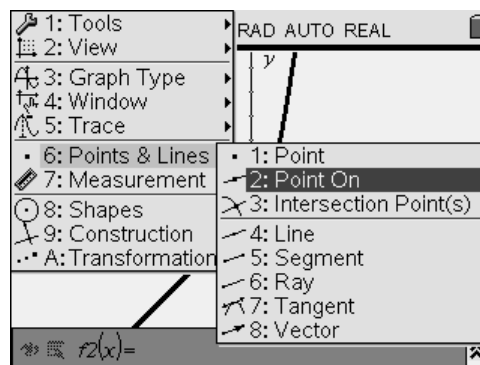 1: Tools
2: View
3: Graph Type
4: Window
5: Trace
6: Points & Lines
7: Measurement
8: Shapes
9: Construction
A: Transformation
RAD AUTO REAL
y
1: Point
2: Point On
3: Intersection Point(s)
4: Line
5: Segment
6: Ray
7: Tangent
8: Vector
f2(x)=